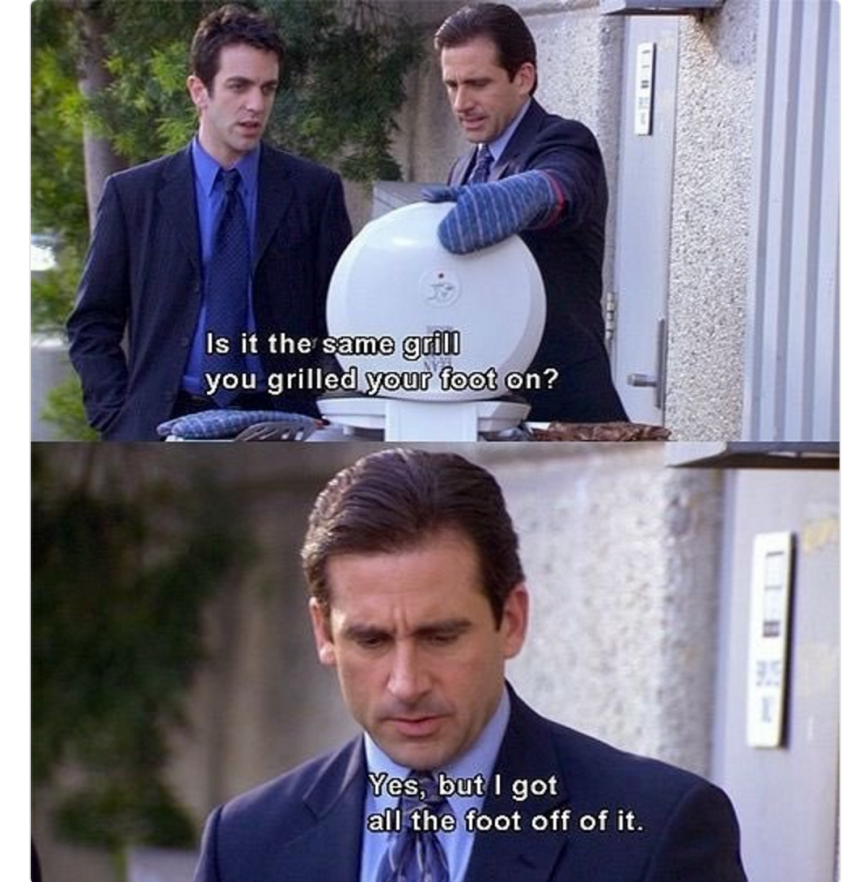 Is it the same grill
you grilled your foot on?
Yes, but I got
all the foot off of it.